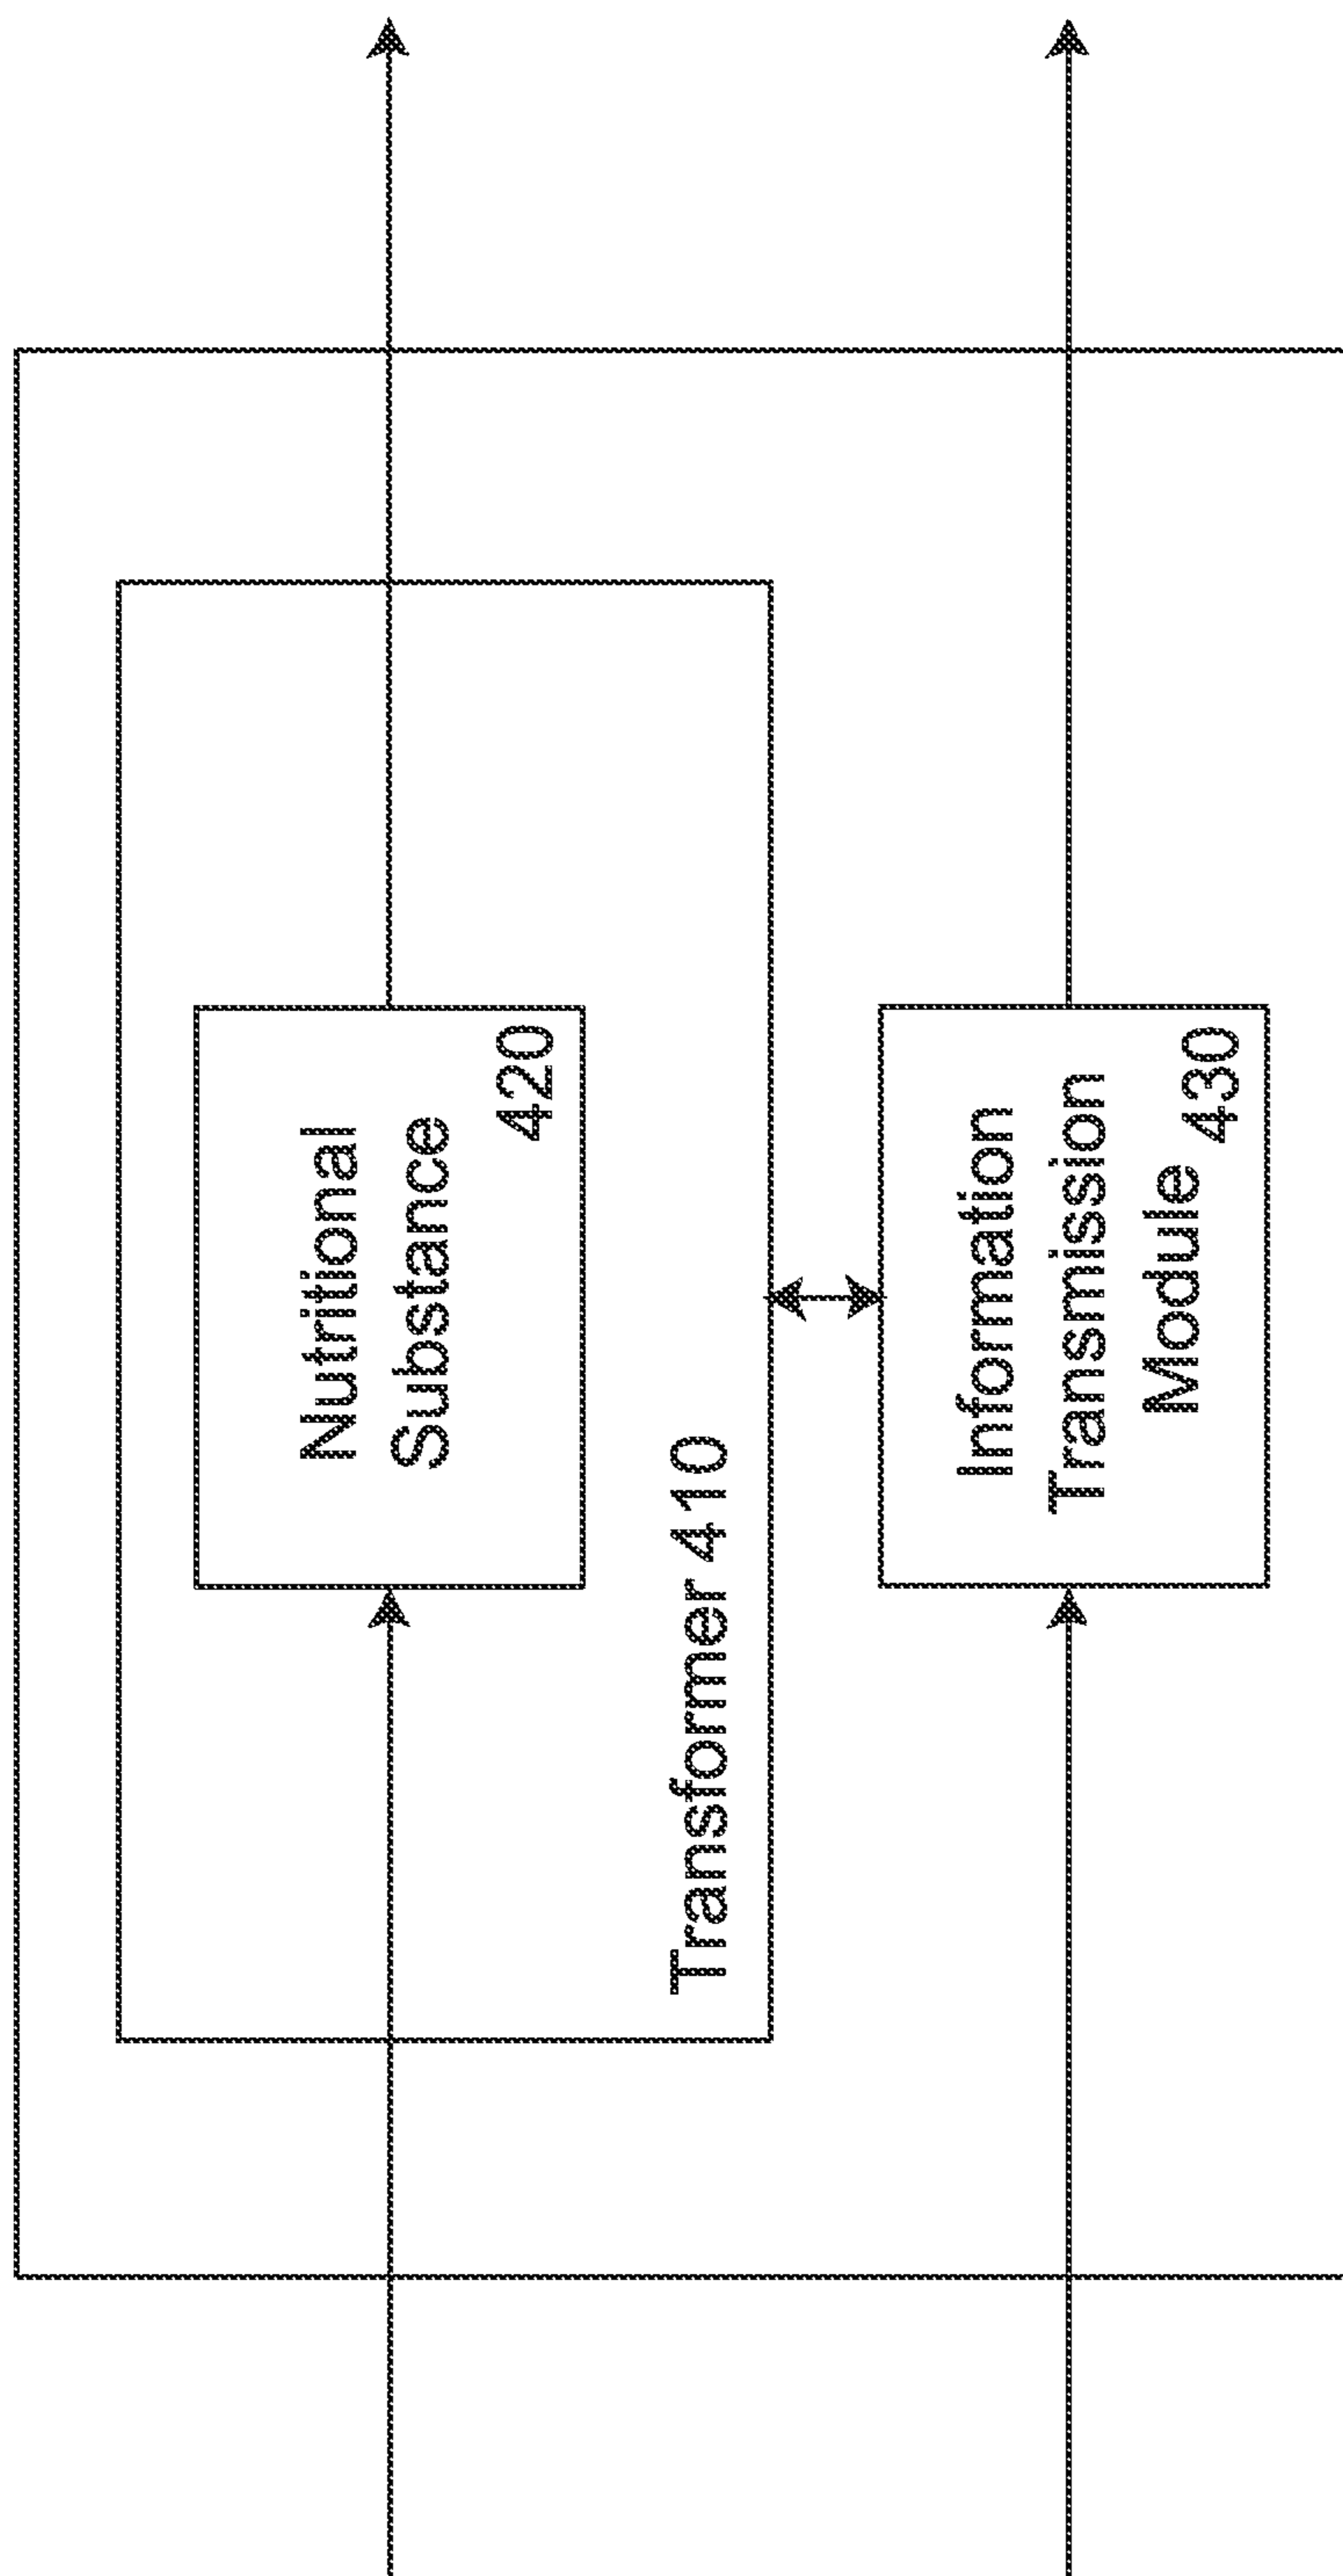 Nutritional
Substance
420
Transformer 410
Information
Transmission
Module 430